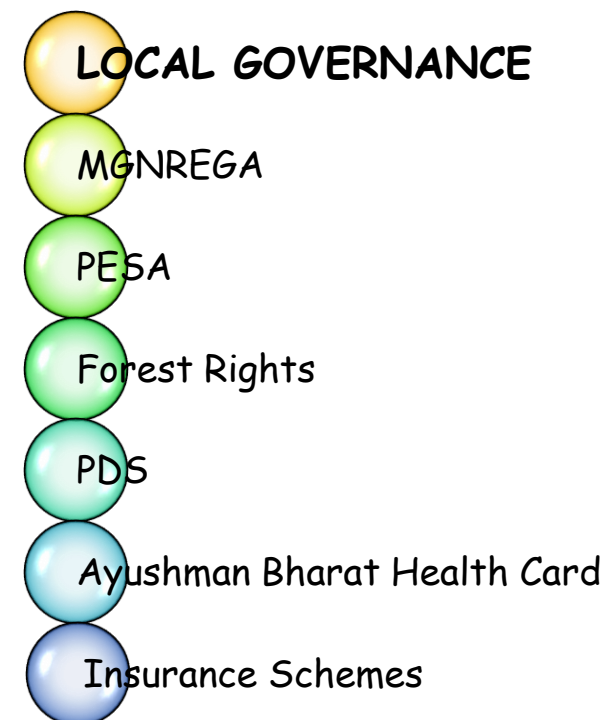 LOCAL GOVERNANCE
MGNREGA
PESA
Forest Rights
PDS
Ayushman Bharat Health Card
Insurance Schemes